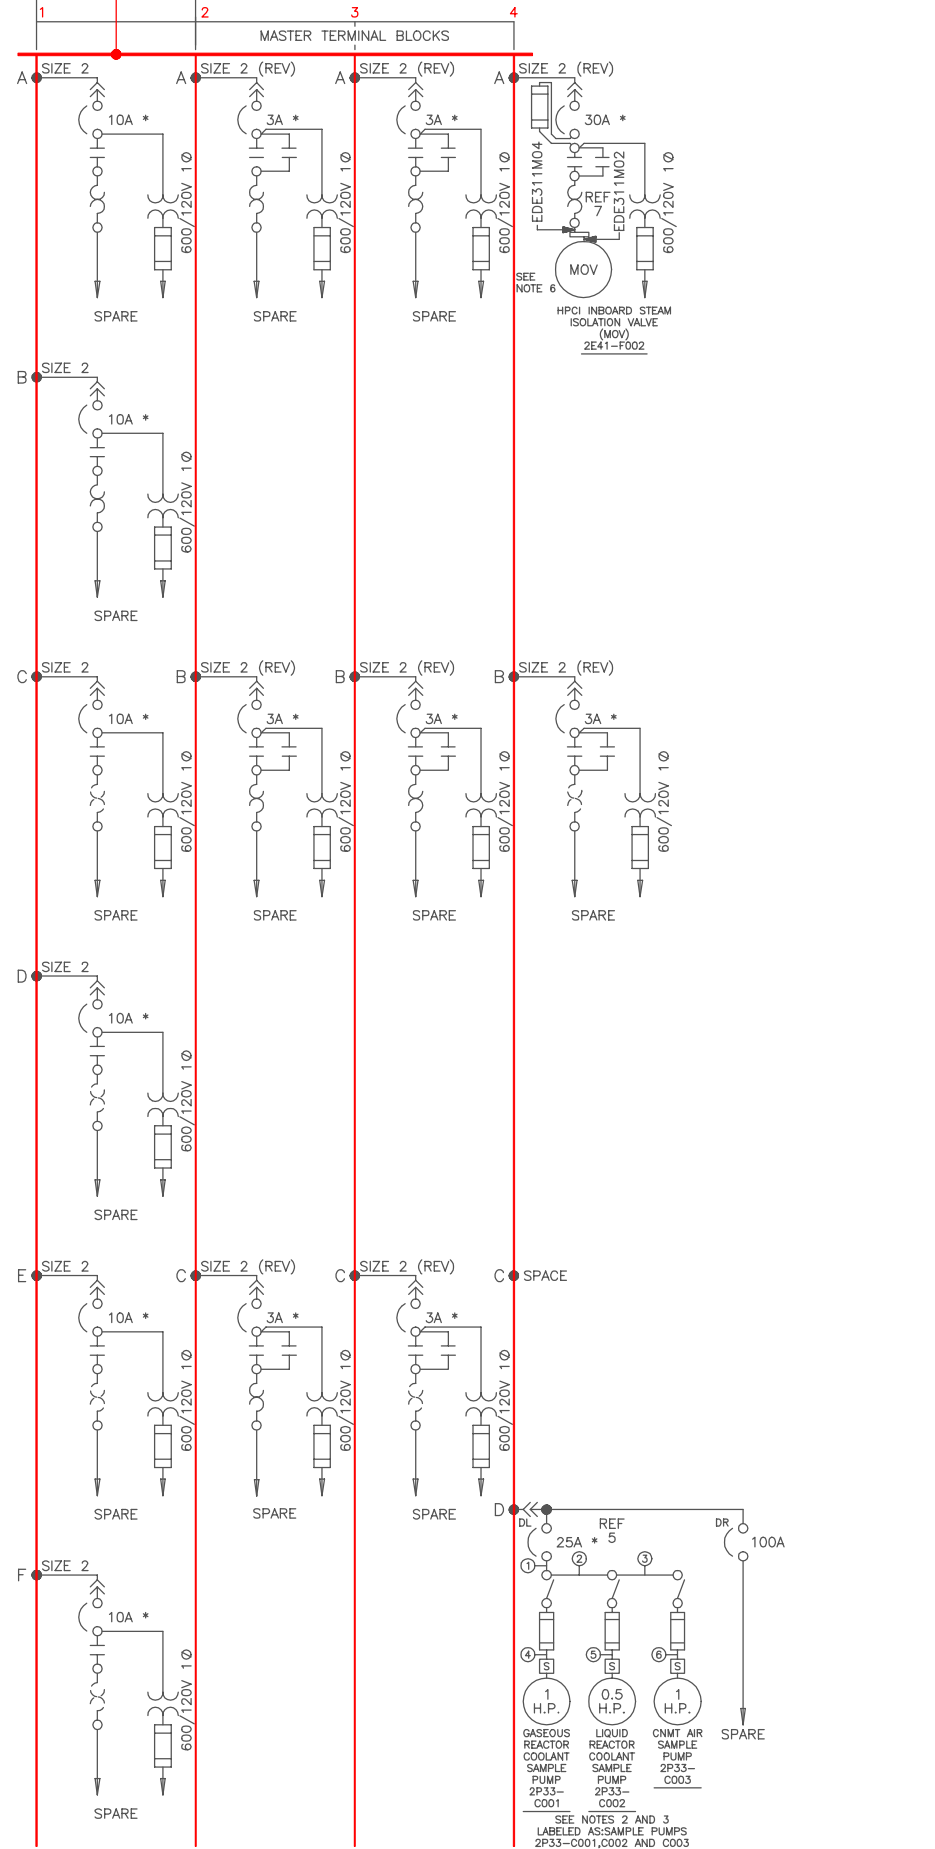 1 2 3 4
MASTER TERMINAL BLOCKS
A SIZE 2
10A *
600/120V 1Ø
SPARE
A SIZE 2 (REV)
3A *
600/120V 1Ø
SPARE
A SIZE 2 (REV)
3A *
600/120V 1Ø
SPARE
A SIZE 2 (REV)
30A *
EDE311M04
EDE311M02
REF
7
600/120V 1Ø
MOV
SEE
NOTE 6
HPCI INBOARD STEAM
ISOLATION VALVE
(MOV)
2E41-F002
B SIZE 2
10A *
600/120V 1Ø
SPARE
C SIZE 2
10A *
600/120V 1Ø
SPARE
B SIZE 2 (REV)
3A *
600/120V 1Ø
SPARE
B SIZE 2 (REV)
3A *
600/120V 1Ø
SPARE
B SIZE 2 (REV)
3A *
600/120V 1Ø
SPARE
D SIZE 2
10A *
600/120V 1Ø
SPARE
E SIZE 2
10A *
600/120V 1Ø
SPARE
C SIZE 2 (REV)
3A *
600/120V 1Ø
SPARE
C SIZE 2 (REV)
3A *
600/120V 1Ø
SPARE
C SPACE
D
DL
25A *
REF
5
DR
100A
1 2 3
4 5 6
S S S
1
H.P.
0.5
H.P.
1
H.P.
GASEOUS
REACTOR
COOLANT
SAMPLE
PUMP
2P33-
C001
LIQUID
REACTOR
COOLANT
SAMPLE
PUMP
2P33-
C002
CNMT AIR
SAMPLE
PUMP
2P33-
C003
SPARE
SEE NOTES 2 AND 3
LABELED AS:SAMPLE PUMPS
2P33-C001,C002 AND C003
F SIZE 2
10A *
600/120V 1Ø
SPARE